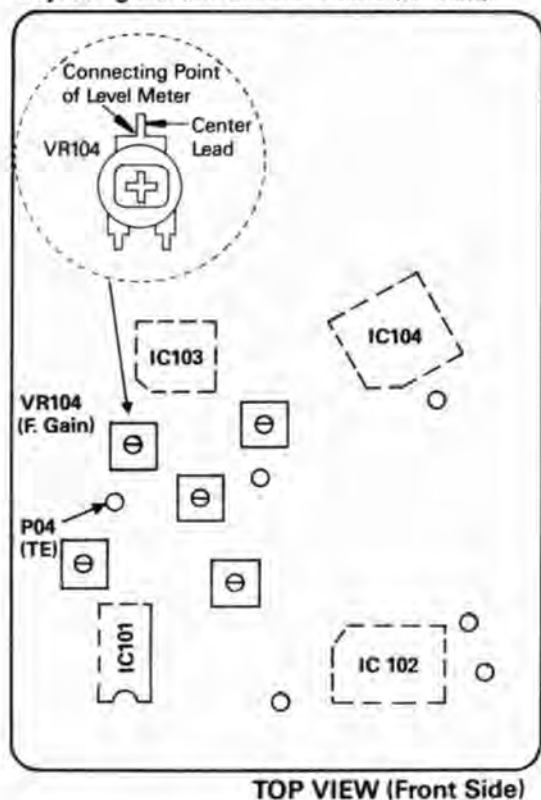 Connecting Point
of Level Meter
Center
Lead
VR104
IC103
IC104
VR104
(F. Gain)
P04
(TE)
IC101
IC 102
TOP VIEW (Front Side)